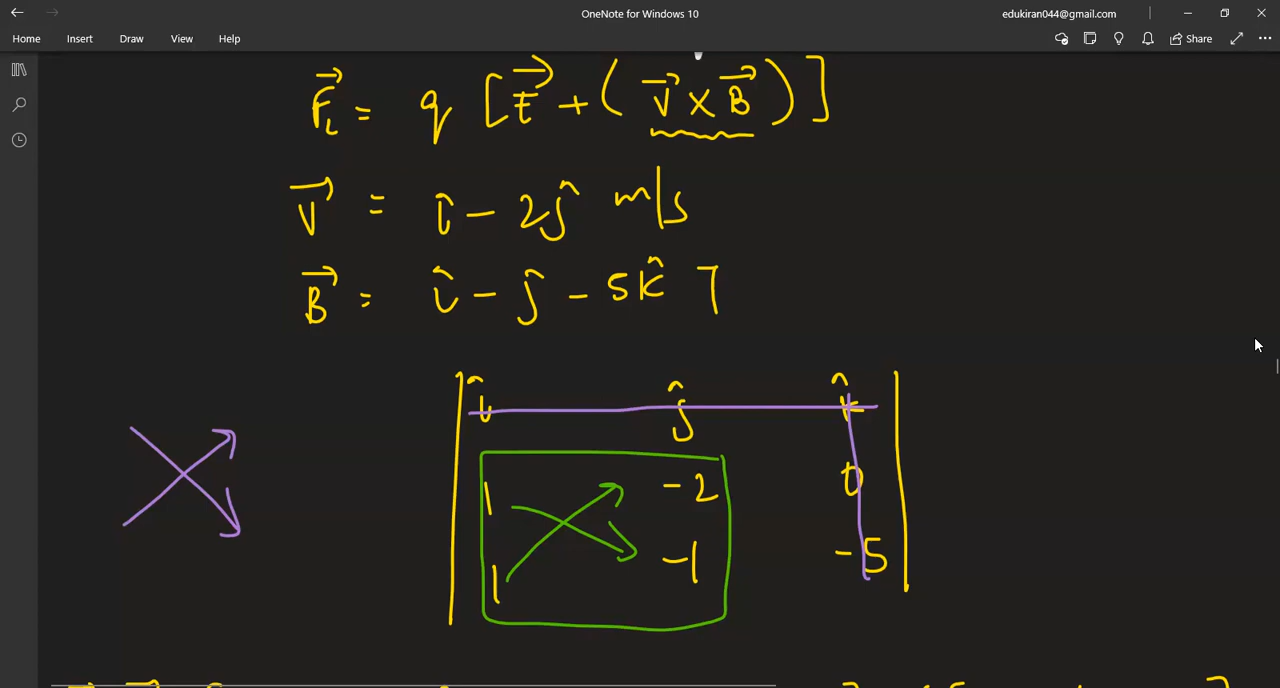 OneNote for Windows 10
edukiran044@gmail.com
Home Insert Draw View Help
Share
F⃗L = q [E⃗ + (V⃗ × B⃗)]
V⃗ = î - 2ĵ m/s
B⃗ = î - ĵ - 5k̂ T
î ĵ k̂
1 -2 0
1 -1 -5